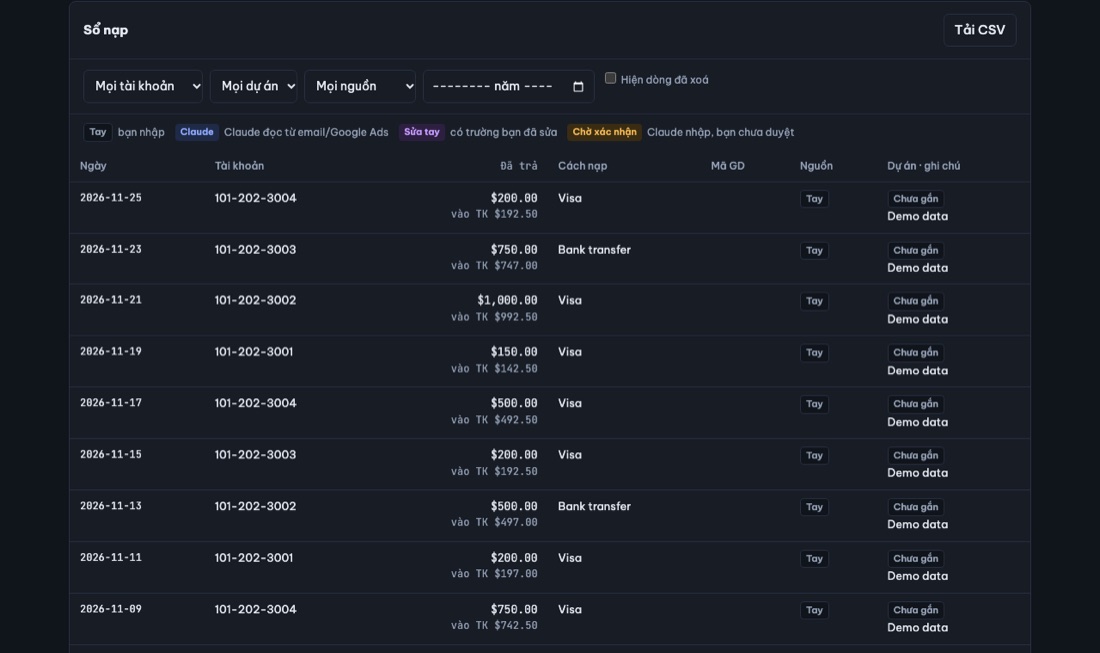 Sổ nạp
Tải CSV
Mọi tài khoản Mọi dự án Mọi nguồn -------- năm ---- Hiện dòng đã xoá
Tay bạn nhập Claude Claude đọc từ email/Google Ads Sửa tay có trường bạn đã sửa Chờ xác nhận Claude nhập, bạn chưa duyệt
Ngày Tài khoản Đã trả Cách nạp Mã GD Nguồn Dự án · ghi chú
2026-11-25 101-202-3004 $200.00 Visa Tay Chưa gắn
vào TK $192.50 Demo data
2026-11-23 101-202-3003 $750.00 Bank transfer Tay Chưa gắn
vào TK $747.00 Demo data
2026-11-21 101-202-3002 $1,000.00 Visa Tay Chưa gắn
vào TK $992.50 Demo data
2026-11-19 101-202-3001 $150.00 Visa Tay Chưa gắn
vào TK $142.50 Demo data
2026-11-17 101-202-3004 $500.00 Visa Tay Chưa gắn
vào TK $492.50 Demo data
2026-11-15 101-202-3003 $200.00 Visa Tay Chưa gắn
vào TK $192.50 Demo data
2026-11-13 101-202-3002 $500.00 Bank transfer Tay Chưa gắn
vào TK $497.00 Demo data
2026-11-11 101-202-3001 $200.00 Visa Tay Chưa gắn
vào TK $197.00 Demo data
2026-11-09 101-202-3004 $750.00 Visa Tay Chưa gắn
vào TK $742.50 Demo data